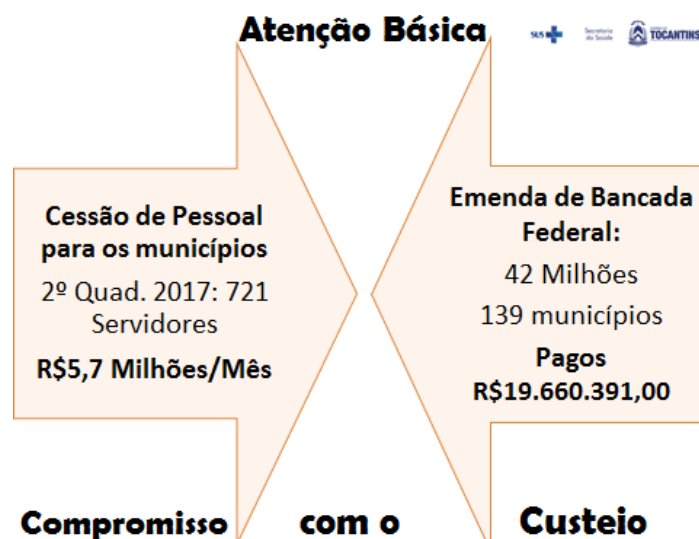 Atenção Básica
SUS
Secretaria
da Saúde
TOCANTINS
Cessão de Pessoal
para os municípios
2º Quad. 2017: 721
Servidores
R$5,7 Milhões/Mês
Emenda de Bancada
Federal:
42 Milhões
139 municípios
Pagos
R$19.660.391,00
Compromisso com o Custeio